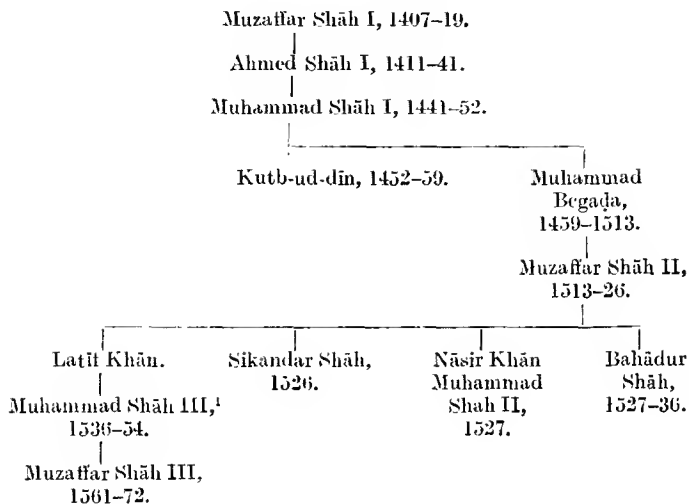 Muzaffar Shāh I, 1407–19.
Ahmed Shāh I, 1411–41.
Muhammad Shāh I, 1441–52.
Kutb-ud-dīn, 1452–59.
Muhammad
Begaḍa,
1459–1513.
Muzaffar Shāh II,
1513–26.
Latīf Khān.
Muhammad Shāh III,¹
1536–54.
Muzaffar Shāh III,
1561–72.
Sikandar Shāh,
1526.
Nāsir Khān
Muhammad
Shah II,
1527.
Bahādur
Shāh,
1527–36.